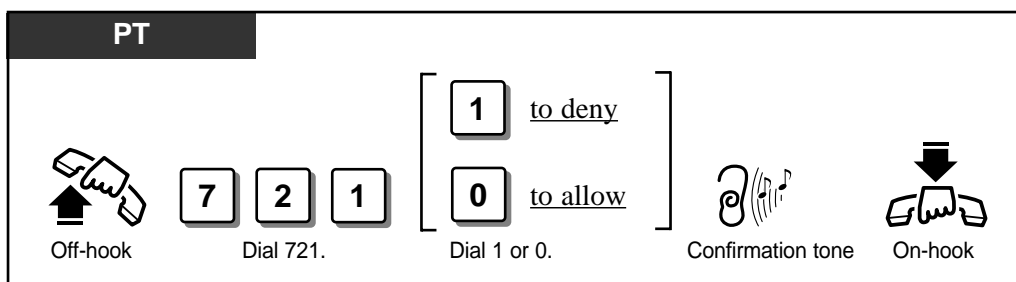 PT
1 to deny
7 2 1
0 to allow
Off-hook Dial 721. Dial 1 or 0. Confirmation tone On-hook